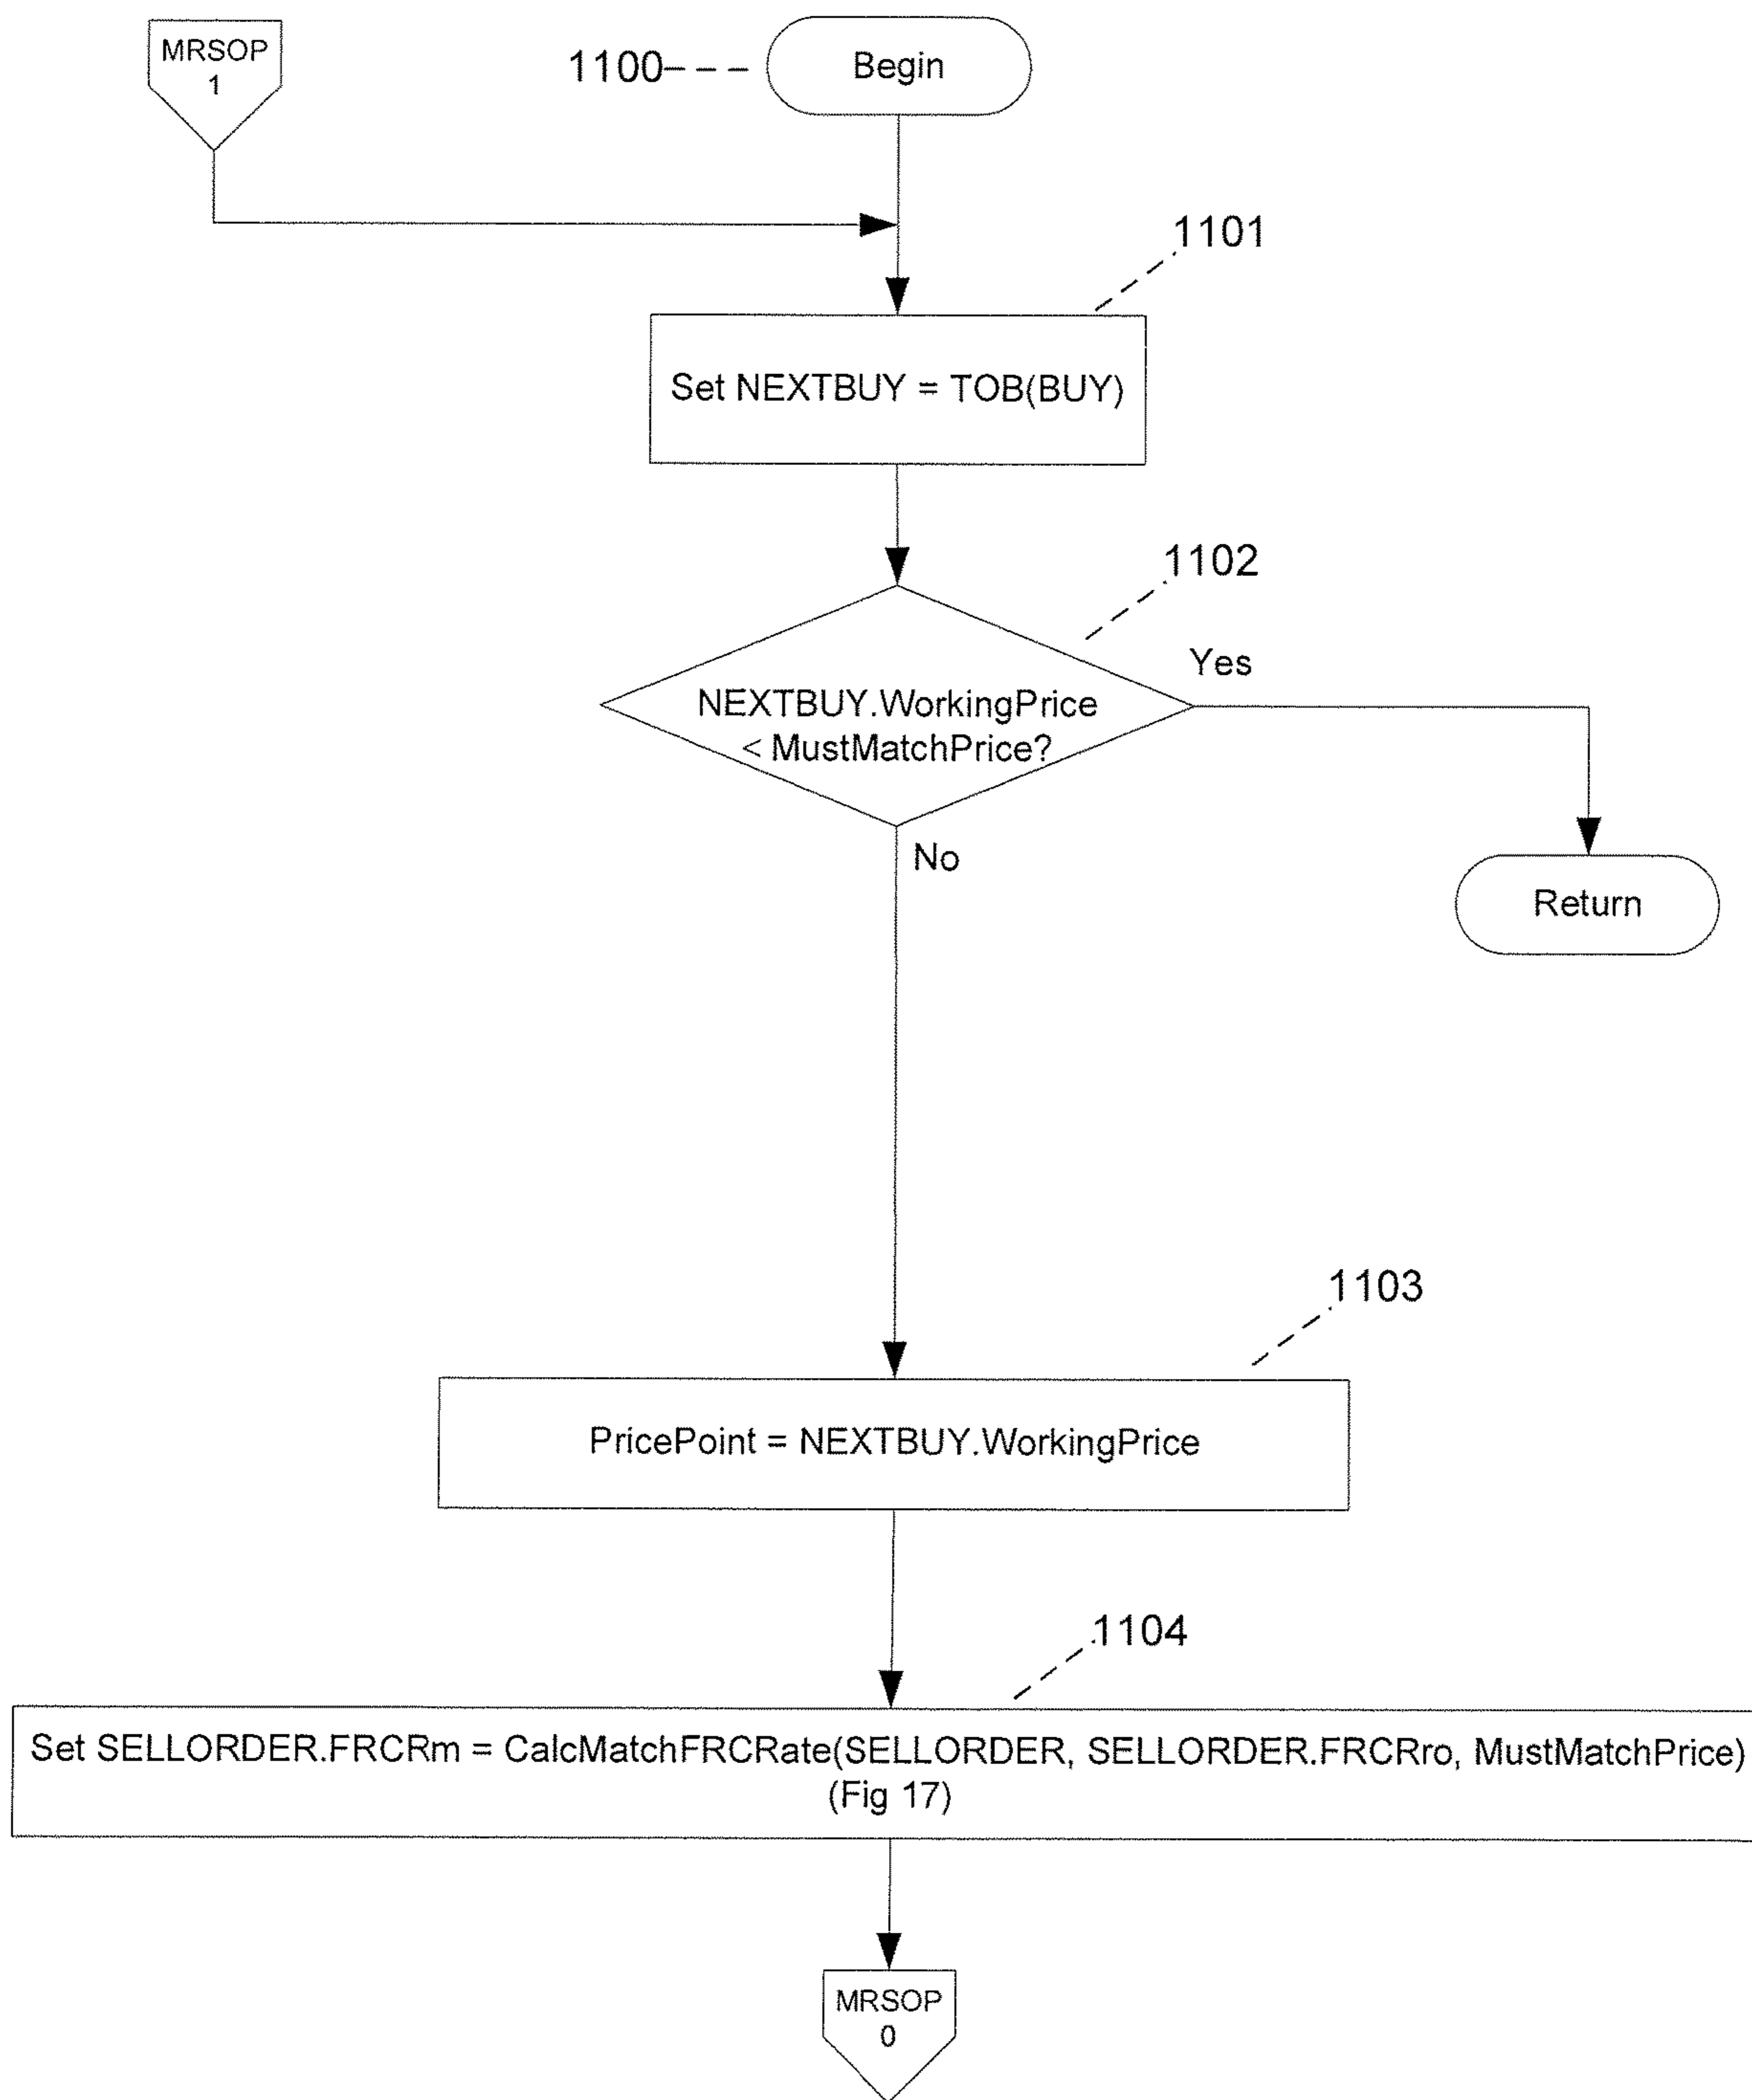 MRSOP
1
1100
Begin
1101
Set NEXTBUY = TOB(BUY)
1102
Yes
NEXTBUY.WorkingPrice
< MustMatchPrice?
No
Return
1103
PricePoint = NEXTBUY.WorkingPrice
1104
Set SELLORDER.FRCRm = CalcMatchFRCRate(SELLORDER, SELLORDER.FRCRro, MustMatchPrice)
(Fig 17)
MRSOP
0